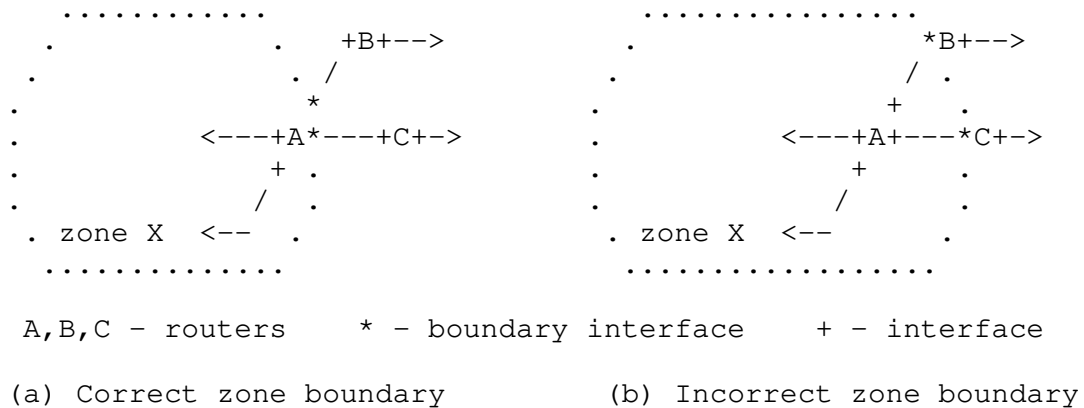 ............                     ................
   .            .   +B+-->          .                *B+-->
  .              . /               .                / .
 .                *               .                +   .
 .          <---+A*---+C+->       .          <---+A+---*C+->
 .              + .               .              +     .
 .             /  .               .             /      .
  . zone X  <--  .                 . zone X  <--      .
   ..............                   ..................
A,B,C - routers    * - boundary interface    + - interface
(a) Correct zone boundary         (b) Incorrect zone boundary